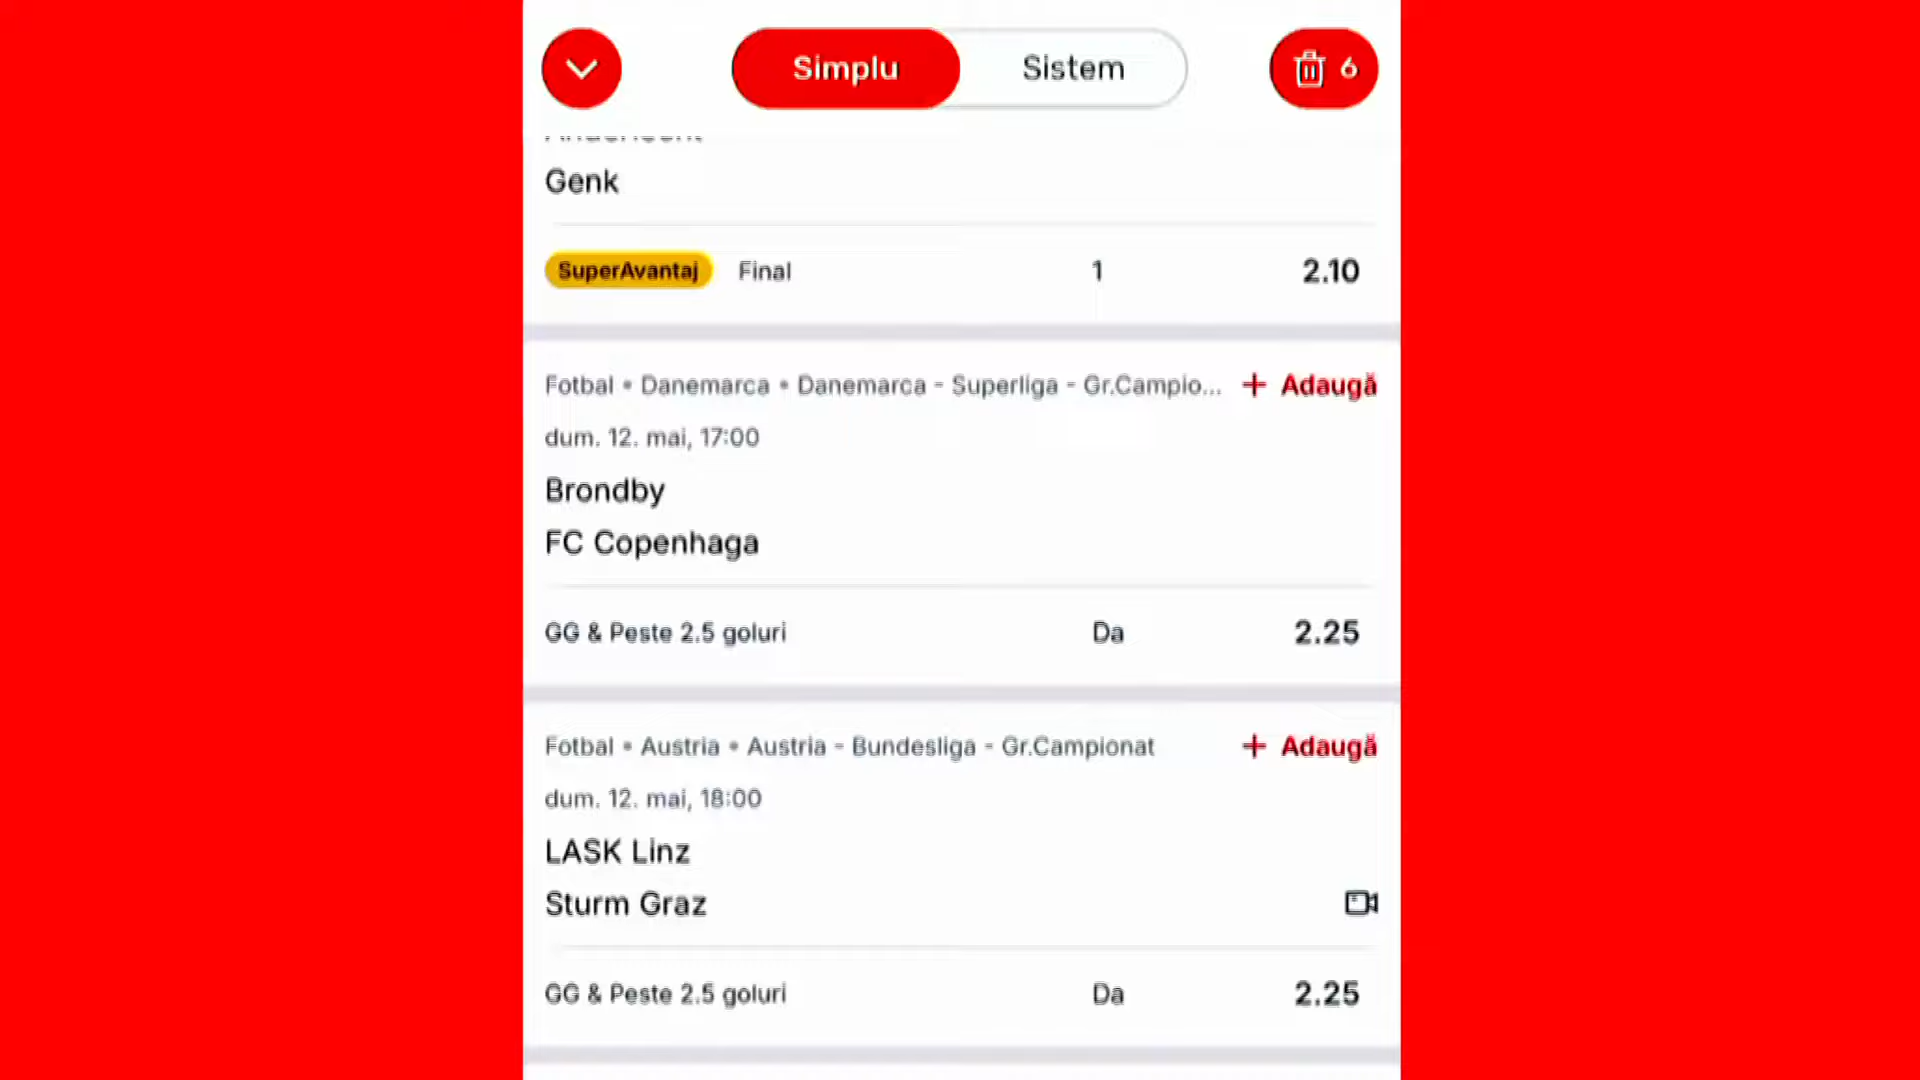 Simplu
Sistem
6
Genk
SuperAvantaj Final 1 2.10
Fotbal • Danemarca • Danemarca - Superliga - Gr.Campio... + Adaugă
dum. 12. mai, 17:00
Brondby
FC Copenhaga
GG & Peste 2.5 goluri Da 2.25
Fotbal • Austria • Austria - Bundesliga - Gr.Campionat + Adaugă
dum. 12. mai, 18:00
LASK Linz
Sturm Graz
GG & Peste 2.5 goluri Da 2.25